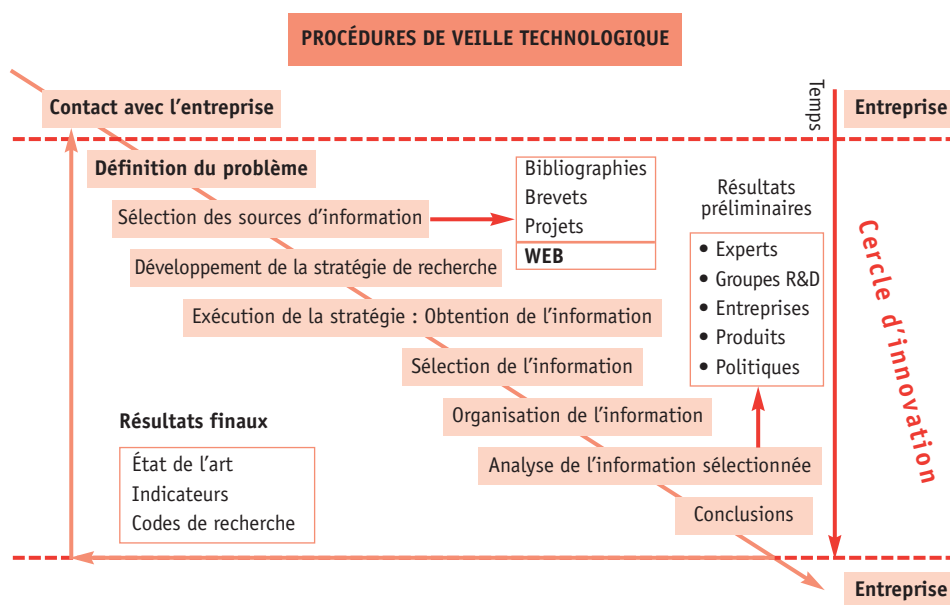 PROCÉDURES DE VEILLE TECHNOLOGIQUE
Contact avec l'entreprise
Temps
Entreprise
Définition du problème
Sélection des sources d'information
Bibliographies
Brevets
Projets
WEB
Résultats
préliminaires
• Experts
• Groupes R&D
• Entreprises
• Produits
• Politiques
Cercle d'innovation
Développement de la stratégie de recherche
Exécution de la stratégie : Obtention de l'information
Sélection de l'information
Organisation de l'information
Analyse de l'information sélectionnée
Conclusions
Résultats finaux
État de l'art
Indicateurs
Codes de recherche
Entreprise